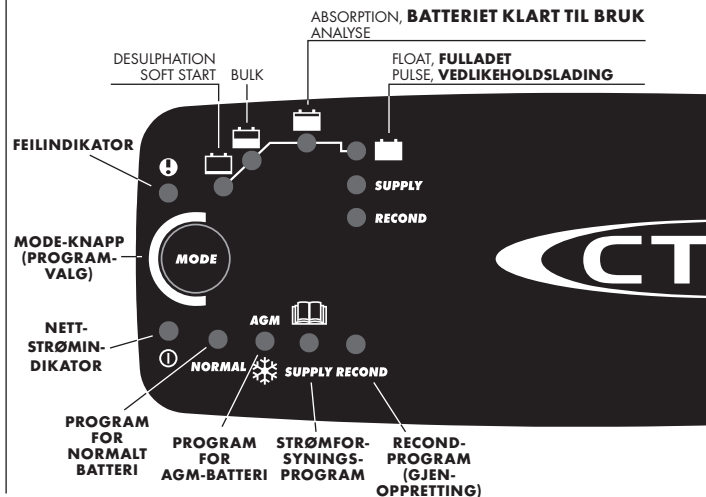 ABSORPTION, BATTERIET KLART TIL BRUK
ANALYSE
DESULPHATION
SOFT START
BULK
FLOAT, FULLADET
PULSE, VEDLIKEHOLDSLADING
FEILINDIKATOR
SUPPLY
RECOND
MODE-KNAPP
(PROGRAM-
VALG)
MODE
CT
NETT-
STRØMIN-
DIKATOR
AGM
NORMAL
SUPPLY RECOND
PROGRAM
FOR
NORMALT
BATTERI
PROGRAM
FOR
AGM-BATTERI
STRØMFOR-
SYNINGS-
PROGRAM
RECOND-
PROGRAM
(GJEN-
OPPRETTING)